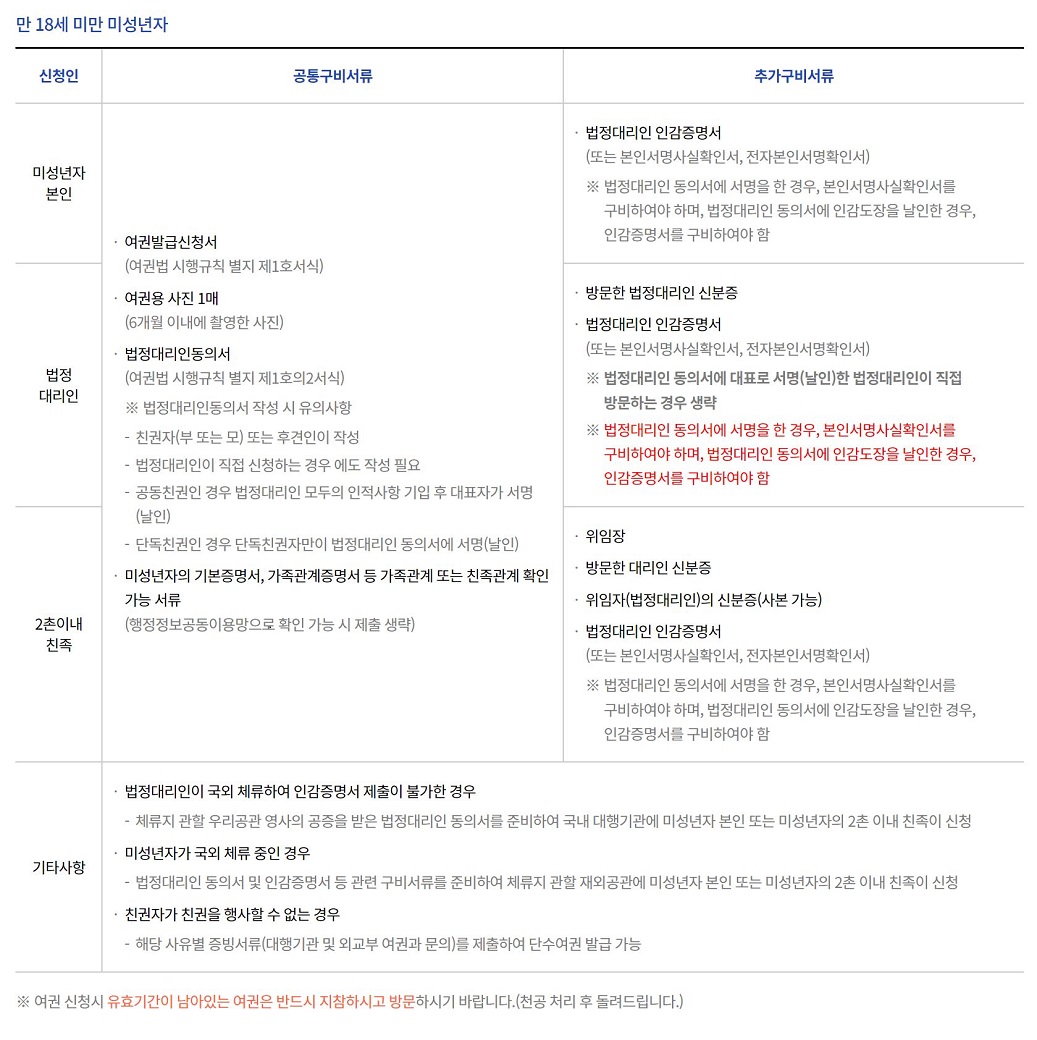 만 18세 미만 미성년자
신청인
공통구비서류
추가구비서류
미성년자
본인
· 여권발급신청서
(여권법 시행규칙 별지 제1호서식)
· 여권용 사진 1매
(6개월 이내에 촬영한 사진)
· 법정대리인동의서
(여권법 시행규칙 별지 제1호의2서식)
※ 법정대리인동의서 작성 시 유의사항
- 친권자(부 또는 모) 또는 후견인이 작성
- 법정대리인이 직접 신청하는 경우 에도 작성 필요
- 공동친권인 경우 법정대리인 모두의 인적사항 기입 후 대표자가 서명
(날인)
- 단독친권인 경우 단독친권자만이 법정대리인 동의서에 서명(날인)
· 미성년자의 기본증명서, 가족관계증명서 등 가족관계 또는 친족관계 확인
가능 서류
(행정정보공동이용망으로 확인 가능 시 제출 생략)
· 법정대리인 인감증명서
(또는 본인서명사실확인서, 전자본인서명확인서)
※ 법정대리인 동의서에 서명을 한 경우, 본인서명사실확인서를
구비하여야 하며, 법정대리인 동의서에 인감도장을 날인한 경우,
인감증명서를 구비하여야 함
법정
대리인
· 방문한 법정대리인 신분증
· 법정대리인 인감증명서
(또는 본인서명사실확인서, 전자본인서명확인서)
※ 법정대리인 동의서에 대표로 서명(날인)한 법정대리인이 직접
방문하는 경우 생략
※ 법정대리인 동의서에 서명을 한 경우, 본인서명사실확인서를
구비하여야 하며, 법정대리인 동의서에 인감도장을 날인한 경우,
인감증명서를 구비하여야 함
2촌이내
친족
· 위임장
· 방문한 대리인 신분증
· 위임자(법정대리인)의 신분증(사본 가능)
· 법정대리인 인감증명서
(또는 본인서명사실확인서, 전자본인서명확인서)
※ 법정대리인 동의서에 서명을 한 경우, 본인서명사실확인서를
구비하여야 하며, 법정대리인 동의서에 인감도장을 날인한 경우,
인감증명서를 구비하여야 함
기타사항
· 법정대리인이 국외 체류하여 인감증명서 제출이 불가한 경우
- 체류지 관할 우리공관 영사의 공증을 받은 법정대리인 동의서를 준비하여 국내 대행기관에 미성년자 본인 또는 미성년자의 2촌 이내 친족이 신청
· 미성년자가 국외 체류 중인 경우
- 법정대리인 동의서 및 인감증명서 등 관련 구비서류를 준비하여 체류지 관할 재외공관에 미성년자 본인 또는 미성년자의 2촌 이내 친족이 신청
· 친권자가 친권을 행사할 수 없는 경우
- 해당 사유별 증빙서류(대행기관 및 외교부 여권과 문의)를 제출하여 단수여권 발급 가능
※ 여권 신청시 유효기간이 남아있는 여권은 반드시 지참하시고 방문하시기 바랍니다.(천공 처리 후 돌려드립니다.)